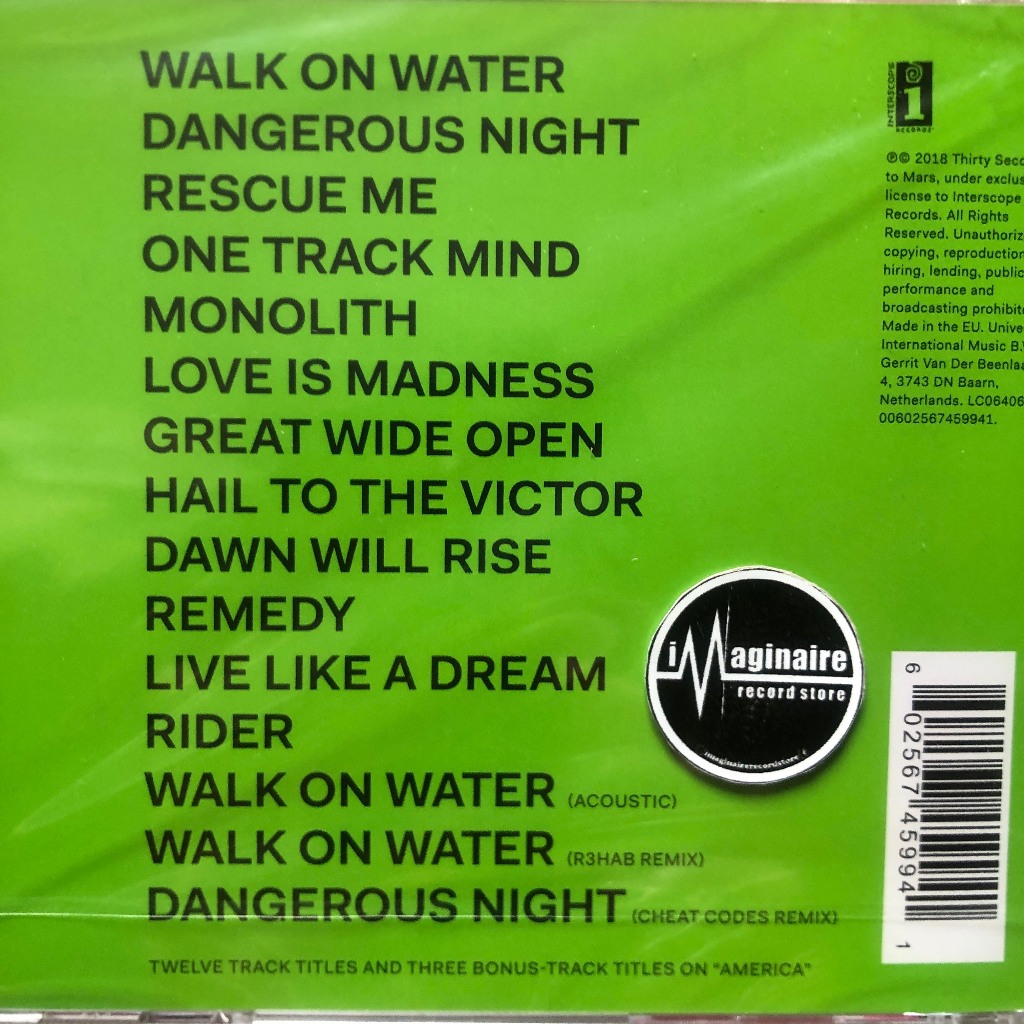 WALK ON WATER
DANGEROUS NIGHT
RESCUE ME
ONE TRACK MIND
MONOLITH
LOVE IS MADNESS
GREAT WIDE OPEN
HAIL TO THE VICTOR
DAWN WILL RISE
REMEDY
LIVE LIKE A DREAM
RIDER
WALK ON WATER (ACOUSTIC)
WALK ON WATER (R3HAB REMIX)
DANGEROUS NIGHT (CHEAT CODES REMIX)
TWELVE TRACK TITLES AND THREE BONUS-TRACK TITLES ON "AMERICA"
INTERSCOPE
i
RECORDS
℗© 2018 Thirty Seco
to Mars, under exclus
license to Interscope
Records. All Rights
Reserved. Unauthoriz
copying, reproduction
hiring, lending, public
performance and
broadcasting prohibite
Made in the EU. Unive
International Music B.V
Gerrit Van Der Beenlaa
4, 3743 DN Baarn,
Netherlands. LC06406
00602567459941.
iMaginaire
record store
imaginairerecordstore
6 02567 45994 1